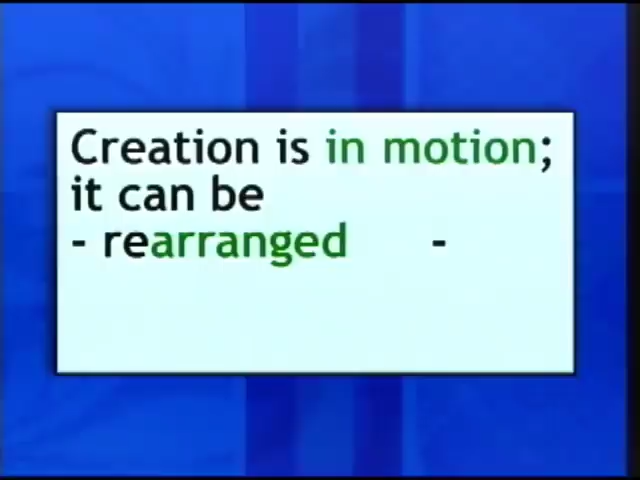 Creation is in motion;
it can be
- rearranged -